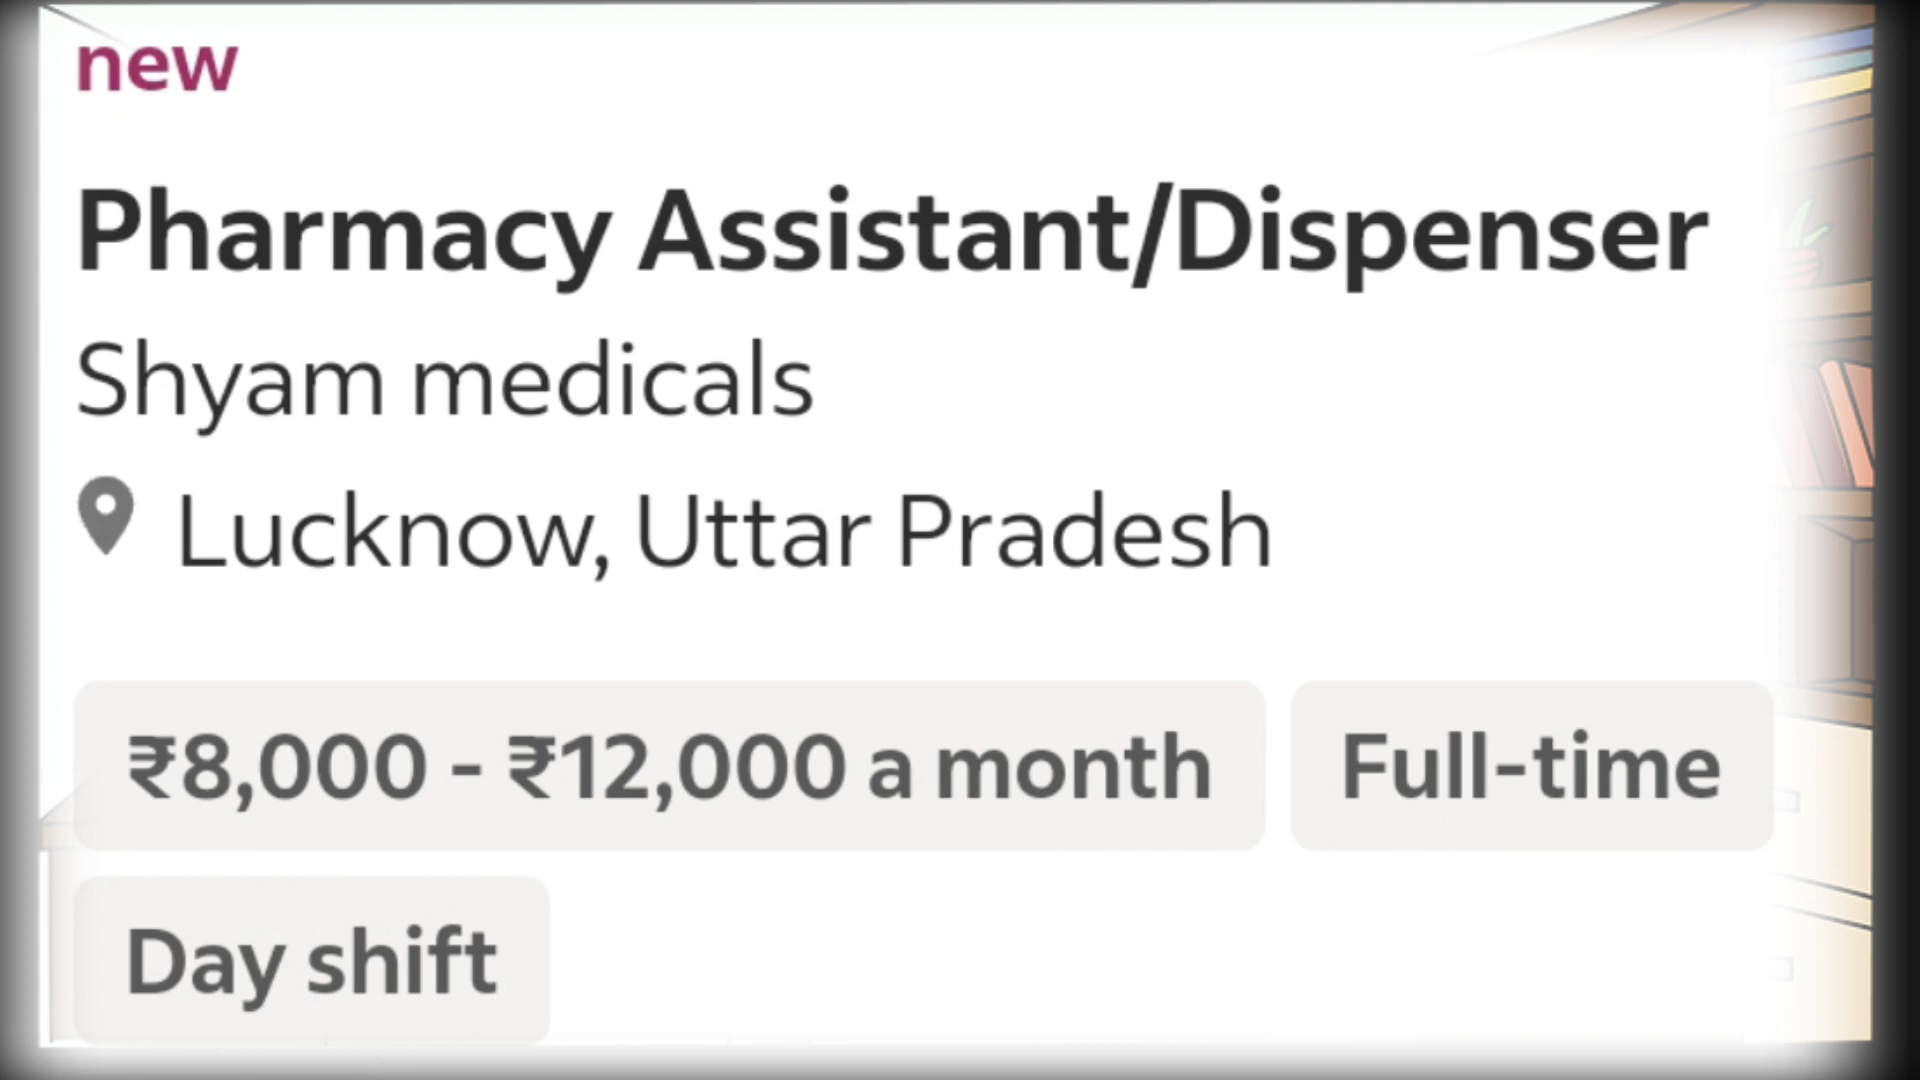 new
Pharmacy Assistant/Dispenser
Shyam medicals
Lucknow, Uttar Pradesh
₹8,000 - ₹12,000 a month Full-time
Day shift